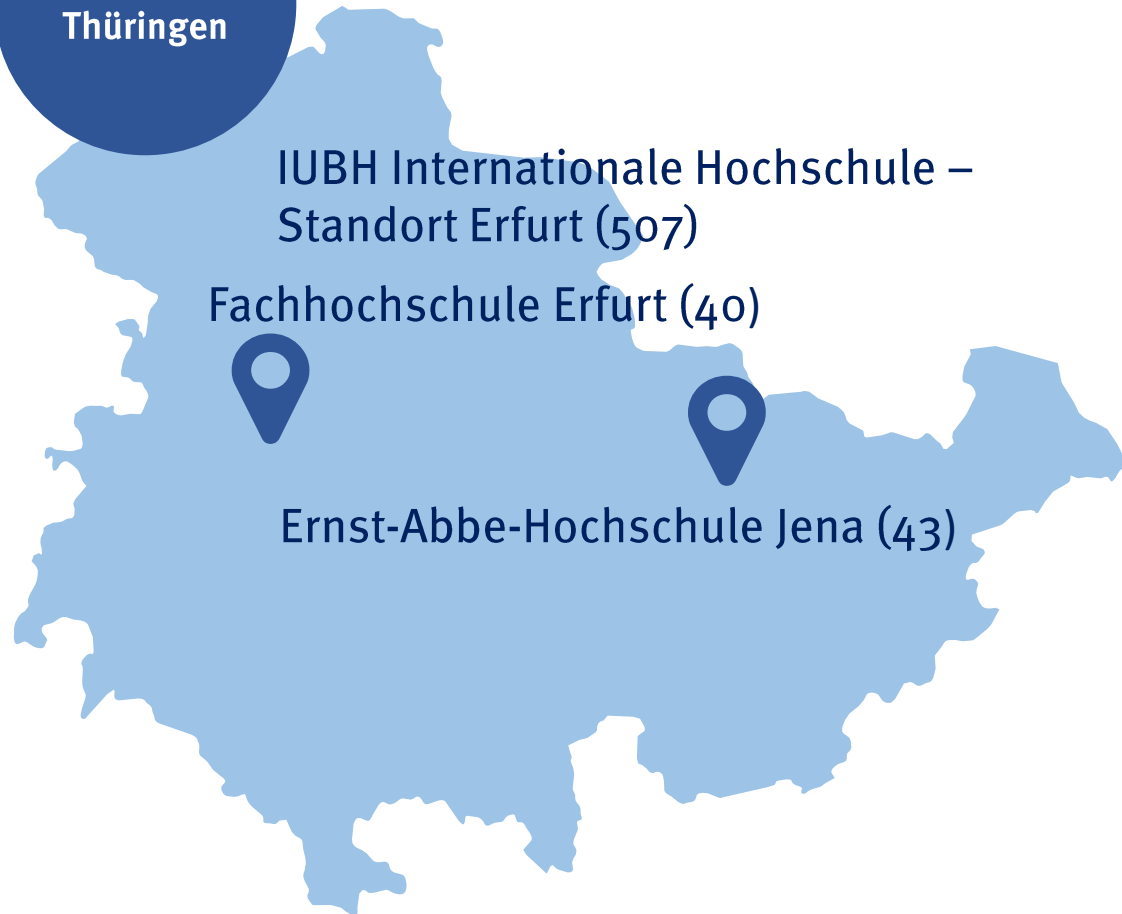 Thüringen
IUBH Internationale Hochschule –
Standort Erfurt (507)
Fachhochschule Erfurt (40)
Ernst-Abbe-Hochschule Jena (43)